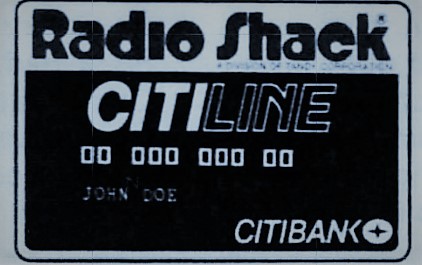 Radio Shack®
A DIVISION OF TANDY CORPORATION
CITILINE
00 000 000 00
JOHN DOE
CITIBANK